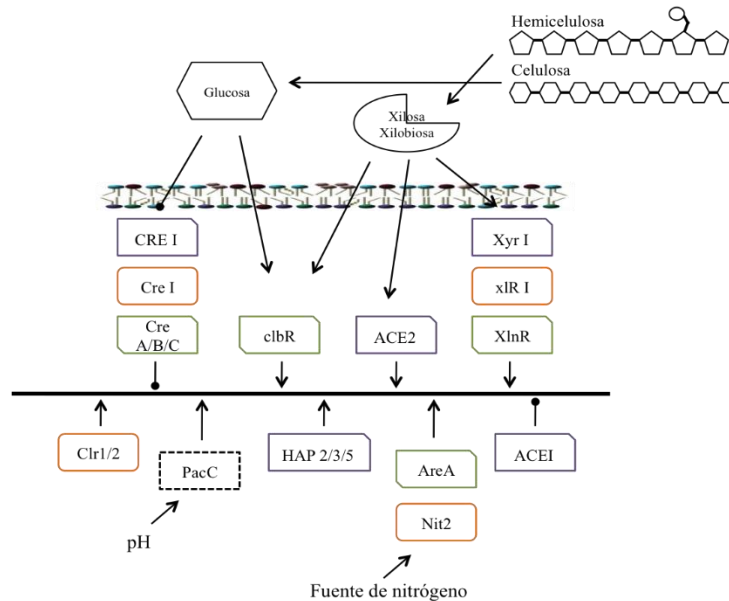 Hemicelulosa
Celulosa
Glucosa
Xilosa
Xilobiosa
CRE I
Cre I
Cre
A/B/C
clbR
ACE2
Xyr I
xlR I
XlnR
Clr1/2
PacC
HAP 2/3/5
AreA
ACEI
Nit2
pH
Fuente de nitrógeno